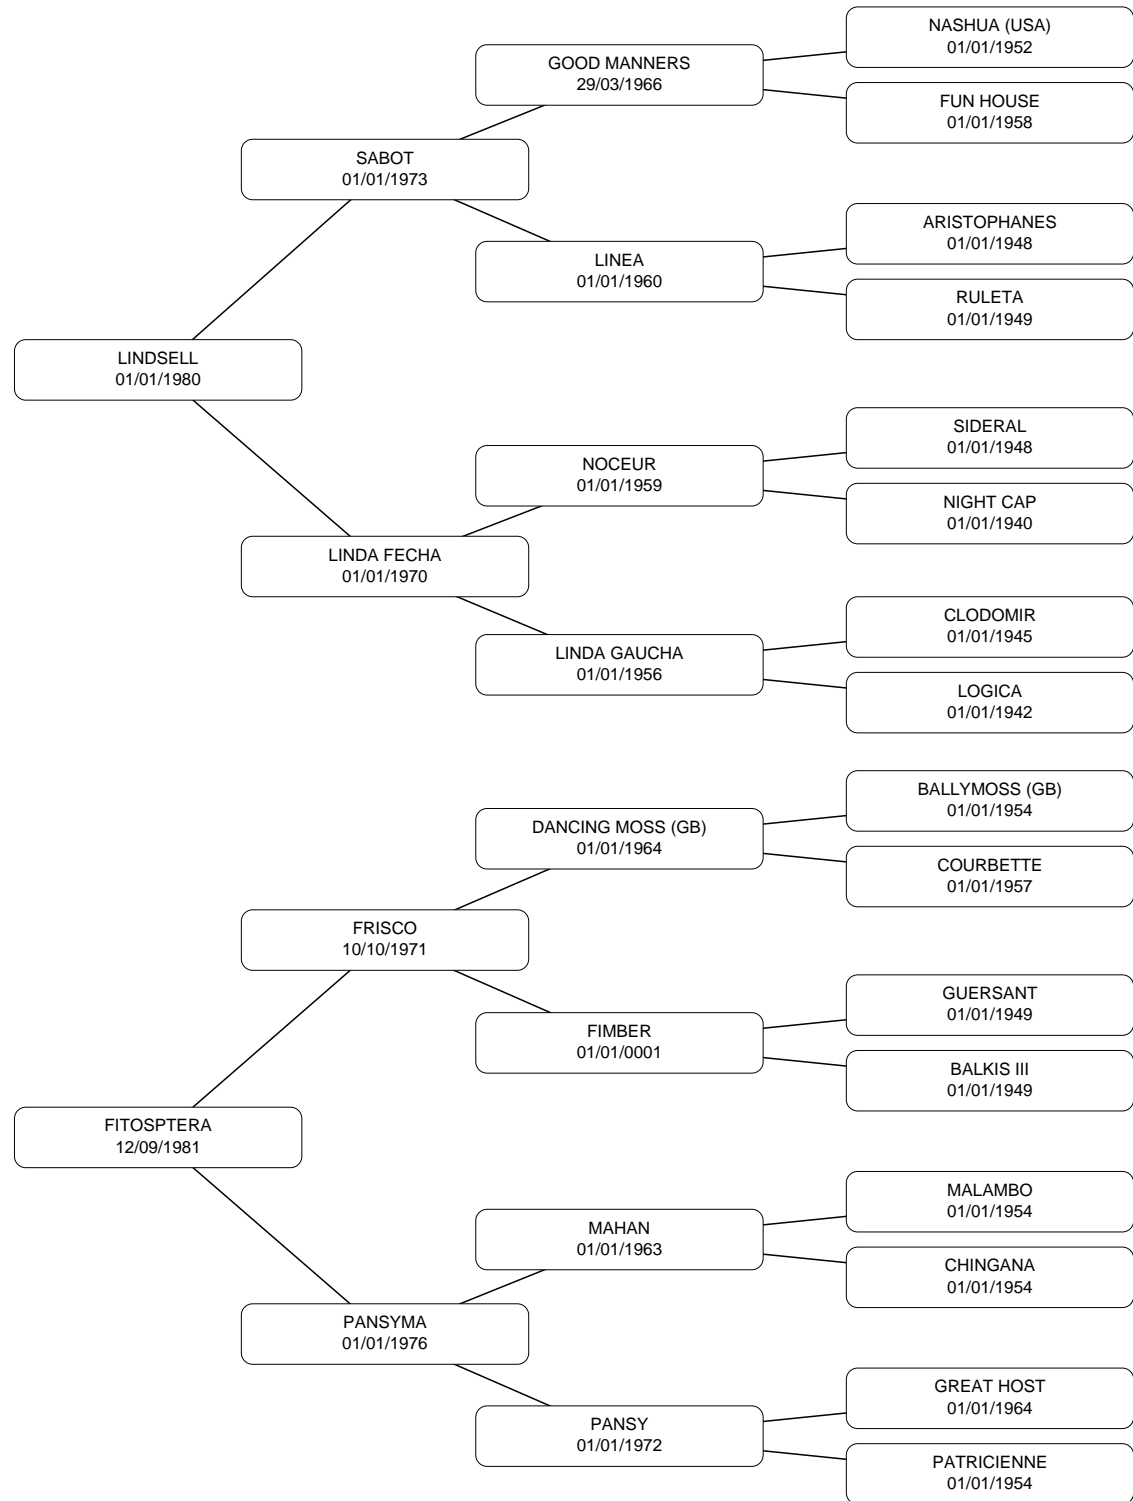 NASHUA (USA)
01/01/1952
GOOD MANNERS
29/03/1966
FUN HOUSE
01/01/1958
SABOT
01/01/1973
ARISTOPHANES
01/01/1948
LINEA
01/01/1960
RULETA
01/01/1949
LINDSELL
01/01/1980
SIDERAL
01/01/1948
NOCEUR
01/01/1959
NIGHT CAP
01/01/1940
LINDA FECHA
01/01/1970
CLODOMIR
01/01/1945
LINDA GAUCHA
01/01/1956
LOGICA
01/01/1942
BALLYMOSS (GB)
01/01/1954
DANCING MOSS (GB)
01/01/1964
COURBETTE
01/01/1957
FRISCO
10/10/1971
GUERSANT
01/01/1949
FIMBER
01/01/0001
BALKIS III
01/01/1949
FITOSPTERA
12/09/1981
MALAMBO
01/01/1954
MAHAN
01/01/1963
CHINGANA
01/01/1954
PANSYMA
01/01/1976
GREAT HOST
01/01/1964
PANSY
01/01/1972
PATRICIENNE
01/01/1954